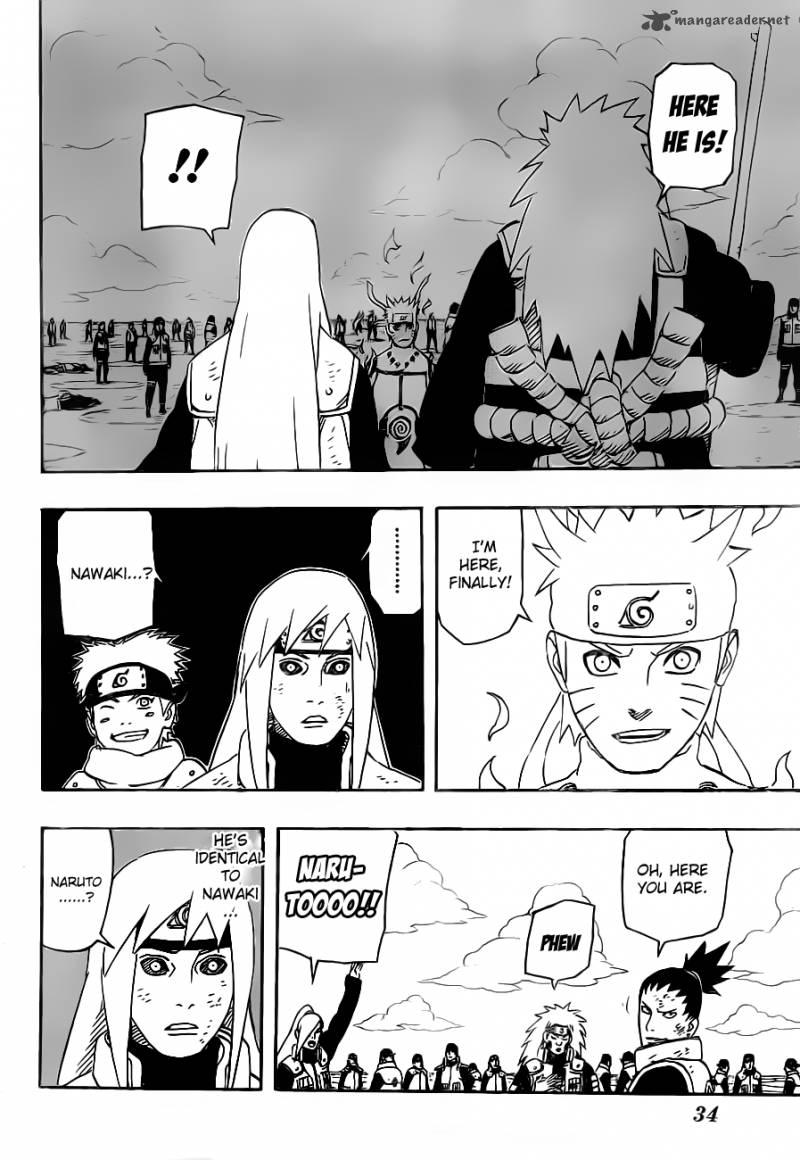 mangareader.net
HERE
HE IS!
!!
I'M
HERE,
FINALLY!
.........
NAWAKI...?
OH, HERE
YOU ARE.
PHEW
NARU-
TOOOO!!
HE'S
IDENTICAL
TO
NAWAKI
...
NARUTO
......?
34